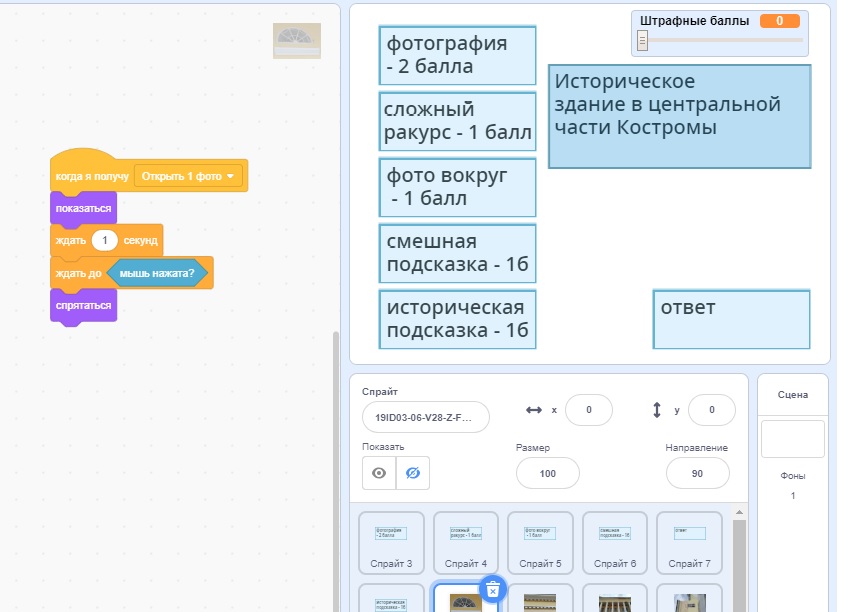 когда я получу Открыть 1 фото
показаться
ждать 1 секунд
ждать до мышь нажата?
спрятаться
фотография
- 2 балла
сложный
ракурс - 1 балл
фото вокруг
- 1 балл
смешная
подсказка - 1б
историческая
подсказка - 1б
Штрафные баллы 0
Историческое
здание в центральной
части Костромы
ответ
Спрайт
19ID03-06-V28-Z-F...
x 0
y 0
Показать
Размер
100
Направление
90
Сцена
Фоны
1
фотография
- 2 балла
Спрайт 3
сложный
ракурс - 1 балл
Спрайт 4
фото вокруг
- 1 балл
Спрайт 5
смешная
подсказка - 1б
Спрайт 6
ответ
Спрайт 7
историческая
подсказка - 1б